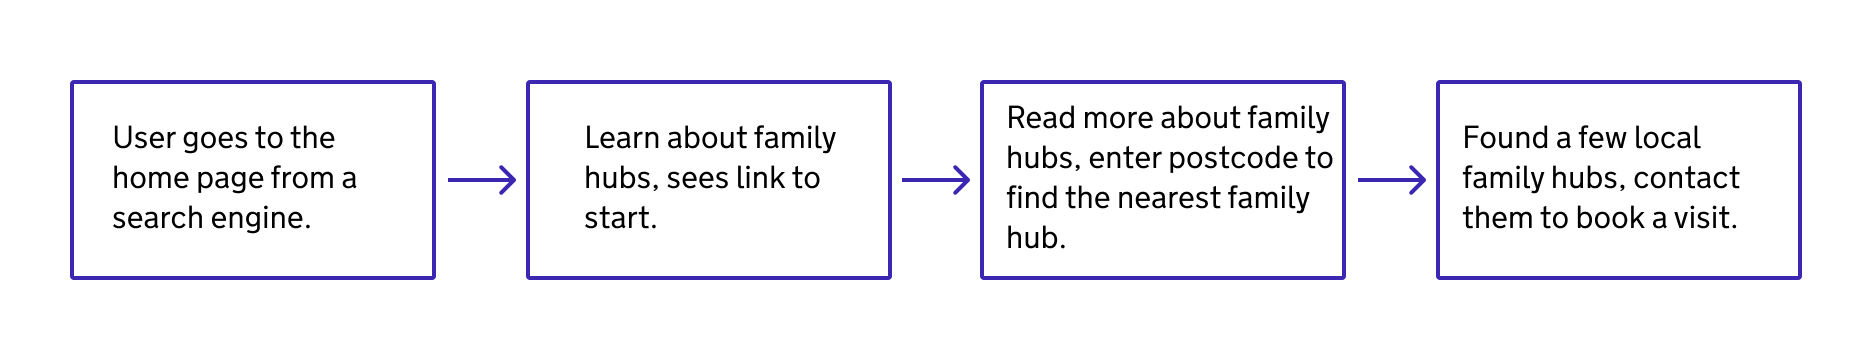 User goes to the
home page from a
search engine.
Learn about family
hubs, sees link to
start.
Read more about family
hubs, enter postcode to
find the nearest family
hub.
Found a few local
family hubs, contact
them to book a visit.